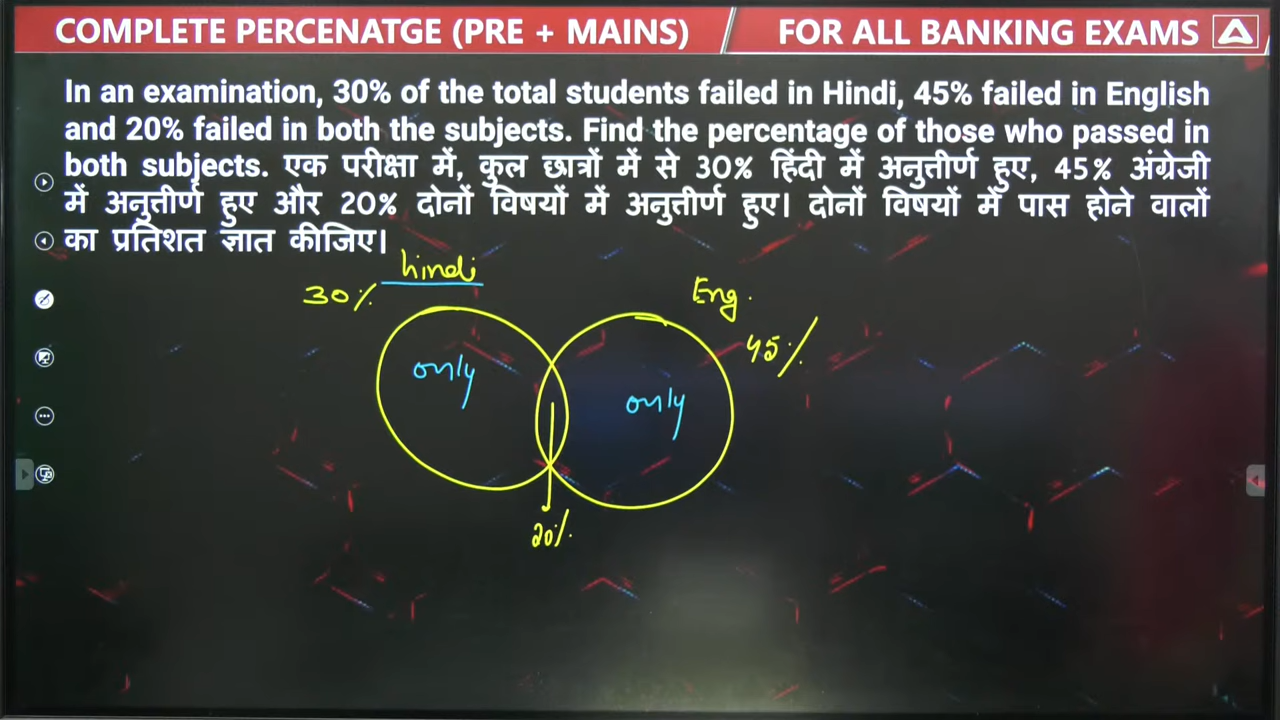 COMPLETE PERCENATGE (PRE + MAINS) FOR ALL BANKING EXAMS
In an examination, 30% of the total students failed in Hindi, 45% failed in English
and 20% failed in both the subjects. Find the percentage of those who passed in
both subjects. एक परीक्षा में, कुल छात्रों में से 30% हिंदी में अनुत्तीर्ण हुए, 45% अंग्रेजी
में अनुत्तीर्ण हुए और 20% दोनों विषयों में अनुत्तीर्ण हुए। दोनों विषयों में पास होने वालों
का प्रतिशत ज्ञात कीजिए।
hindi
30%
Eng.
45%
only
only
20%